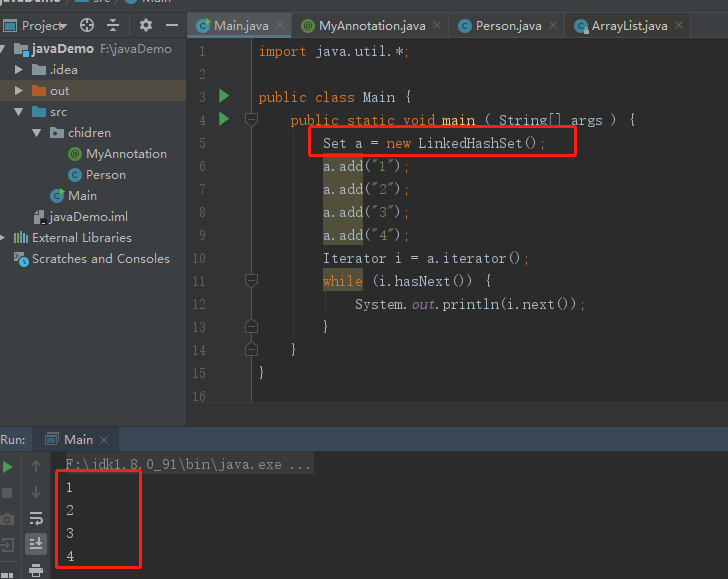 javaDemo src Main
Project
Main.java MyAnnotation.java Person.java ArrayList.java
javaDemo F:\javaDemo
.idea
out
src
chidren
MyAnnotation
Person
Main
javaDemo.iml
External Libraries
Scratches and Consoles
1 import java.util.*;
2
3 public class Main {
4 public static void main ( String[] args ) {
5 Set a = new LinkedHashSet();
6 a.add("1");
7 a.add("2");
8 a.add("3");
9 a.add("4");
10 Iterator i = a.iterator();
11 while (i.hasNext()) {
12 System.out.println(i.next());
13 }
14 }
15 }
16
Run: Main
F:\jdk1.8.0_91\bin\java.exe ...
1
2
3
4